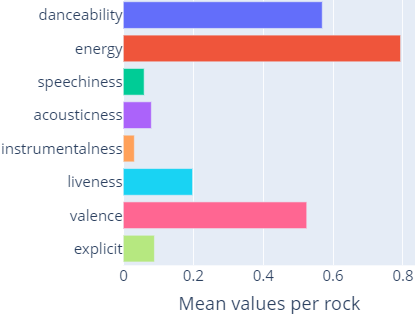 danceability
energy
speechiness
acousticness
instrumentalness
liveness
valence
explicit
0 0.2 0.4 0.6 0.8
Mean values per rock